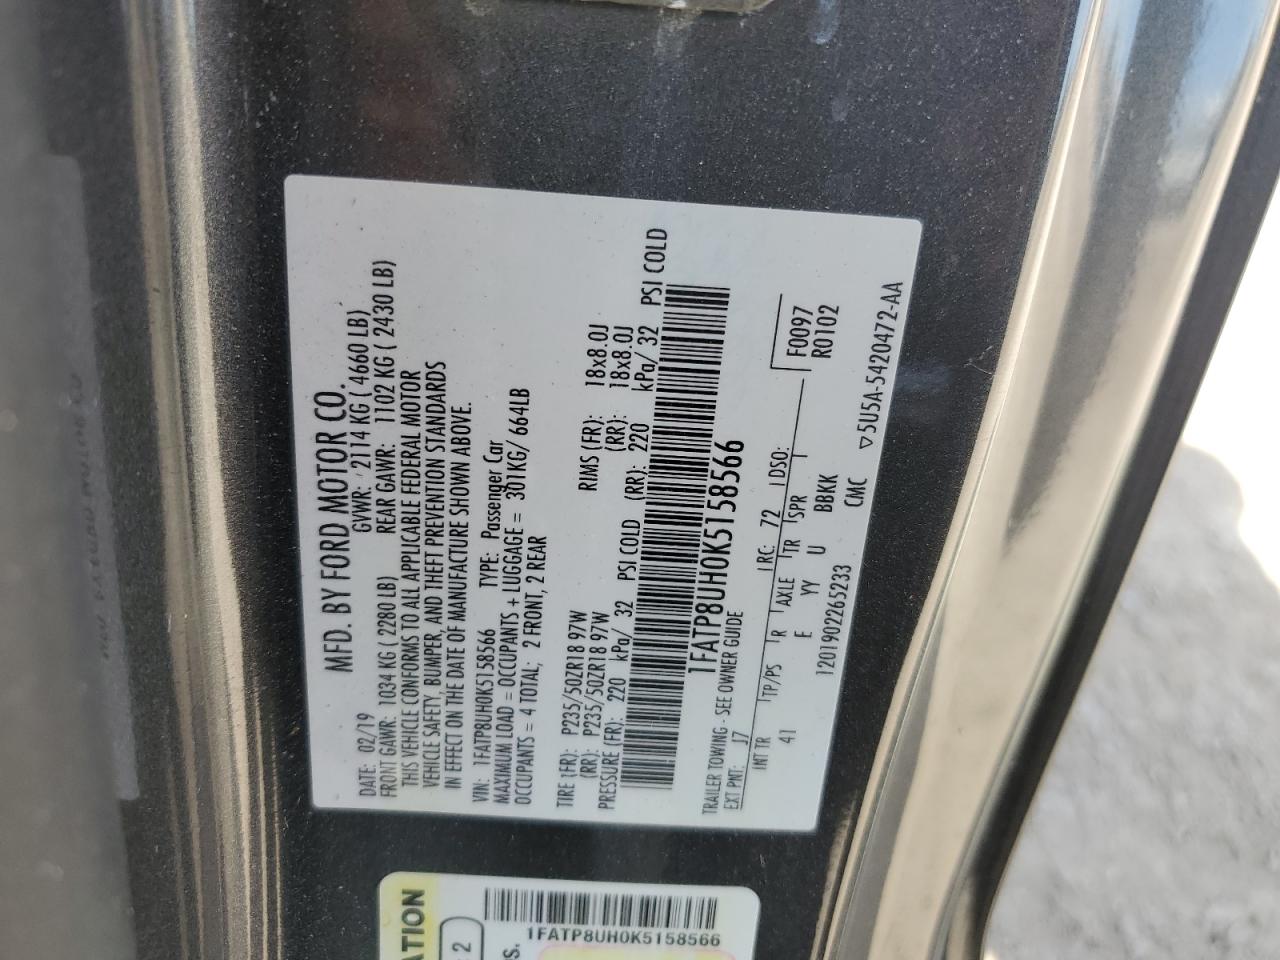 MFD. BY FORD MOTOR CO.
DATE: 02/19 GVWR: 2114 KG ( 4660 LB)
FRONT GAWR: 1034 KG ( 2280 LB) REAR GAWR: 1102 KG ( 2430 LB)
THIS VEHICLE CONFORMS TO ALL APPLICABLE FEDERAL MOTOR
VEHICLE SAFETY, BUMPER, AND THEFT PREVENTION STANDARDS
IN EFFECT ON THE DATE OF MANUFACTURE SHOWN ABOVE.
VIN: 1FATP8UH0K5158566 TYPE: Passenger Car
MAXIMUM LOAD = OCCUPANTS + LUGGAGE = 301KG/ 664LB
OCCUPANTS = 4 TOTAL; 2 FRONT, 2 REAR
TIRE (FR): P235/50ZR18 97W RIMS (FR): 18x8.0J
(RR): P235/50ZR18 97W (RR): 18x8.0J
PRESSURE (FR): 220 kPa/ 32 PSI COLD (RR): 220 kPa/ 32 PSI COLD
1FATP8UH0K5158566
TRAILER TOWING - SEE OWNER GUIDE
EXT PNT: J7 RC: 72 DSO: F0097
INT TR TP/PS R AXLE TR SPR R0102
41 E YY U BBKK
1201902265233 CMC ▽5U5A-5420472-AA
1FATP8UH0K5158566